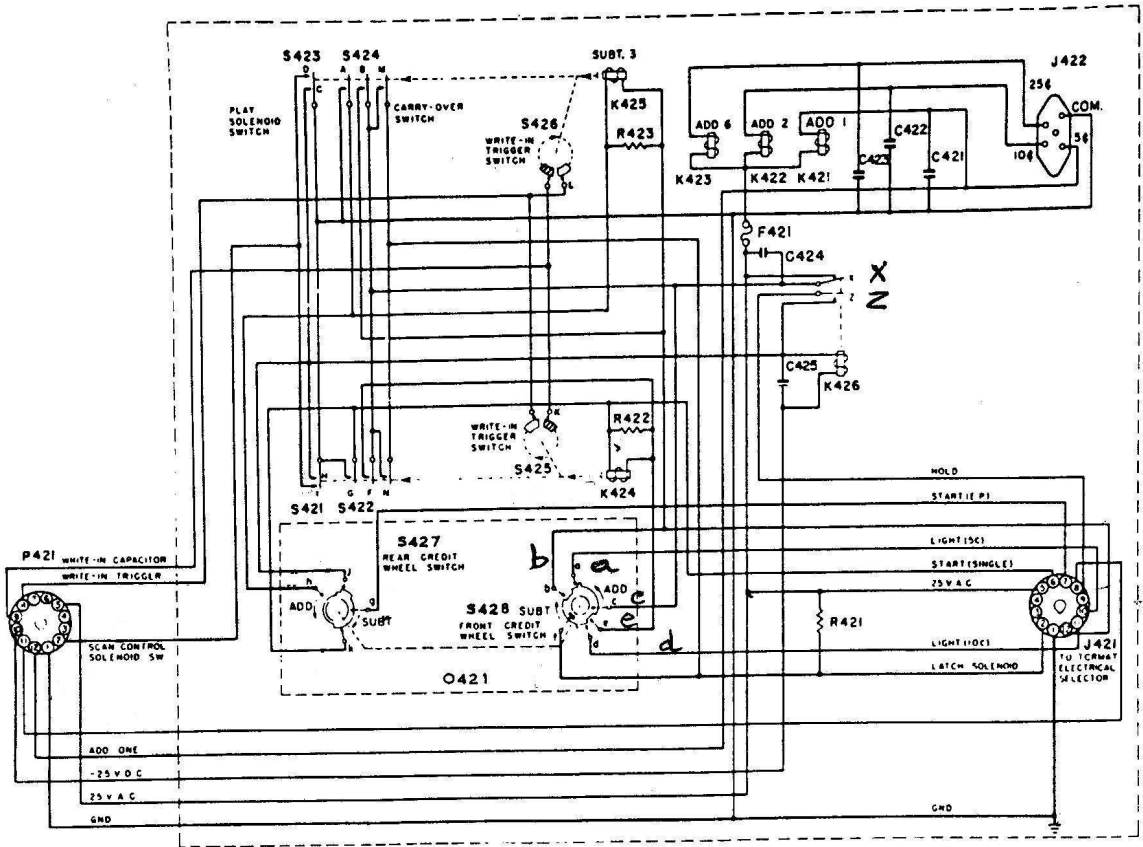 S423 S424
D A B M
C
PLAY
SOLENOID
SWITCH
CARRY-OVER
SWITCH
SUBT. 3
K425
R423
S426
WRITE-IN
TRIGGER
SWITCH
L
J422
25¢
COM.
5¢
10¢
ADD 6
ADD 2
ADD 1
C422
C423
C421
K423
K422
K421
F421
C424
X
Z
X
Z
C425
K426
K
R422
WRITE-IN
TRIGGER
SWITCH
S425
K424
H
I G F N
S421 S422
HOLD
START(E P)
LIGHT(5C)
START(SINGLE)
25 V A C
R421
LIGHT(10C)
LATCH SOLENOID
J421
TO TORMAT
ELECTRICAL
SELECTOR
S427
REAR CREDIT
WHEEL SWITCH
h
j
g
k
ADD
SUBT
S428
FRONT CREDIT
WHEEL SWITCH
b
a
ADD
c
e
d
SUBT
b
a
c
e
d
f
O421
P421
WRITE-IN CAPACITOR
WRITE-IN TRIGGER
SCAN CONTROL
SOLENOID SW
ADD ONE
-25 V D C
25 V A C
GND
GND